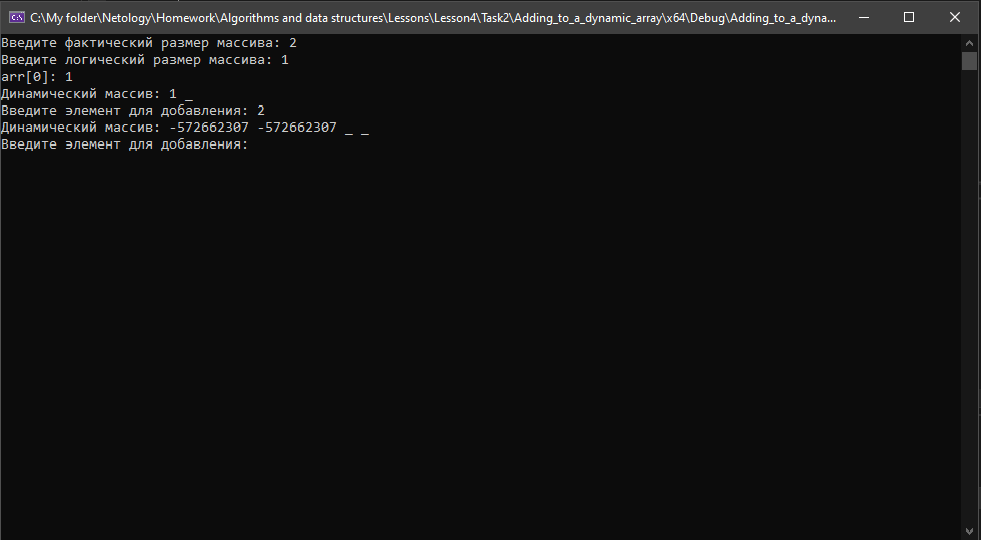 C:\My folder\Netology\Homework\Algorithms and data structures\Lessons\Lesson4\Task2\Adding_to_a_dynamic_array\x64\Debug\Adding_to_a_dyna...
Введите фактический размер массива: 2
Введите логический размер массива: 1
arr[0]: 1
Динамический массив: 1 _
Введите элемент для добавления: 2
Динамический массив: -572662307 -572662307 _ _
Введите элемент для добавления: